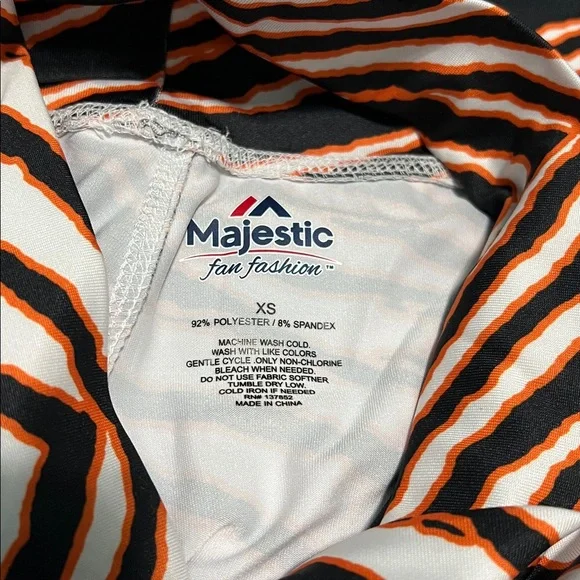 Majestic
fan fashion™
XS
92% POLYESTER / 8% SPANDEX
MACHINE WASH COLD.
WASH WITH LIKE COLORS
GENTLE CYCLE .ONLY NON-CHLORINE
BLEACH WHEN NEEDED.
DO NOT USE FABRIC SOFTNER
TUMBLE DRY LOW.
COLD IRON IF NEEDED
RN# 137852
MADE IN CHINA